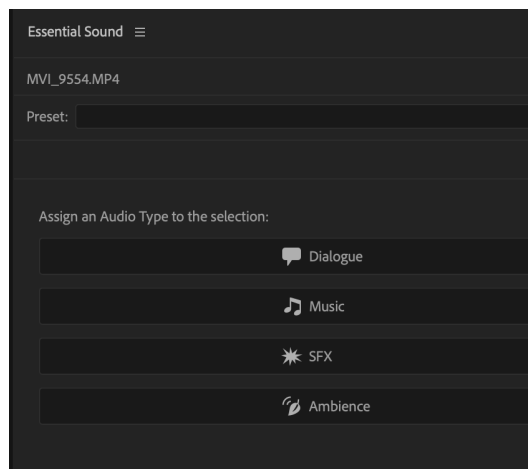 Essential Sound
MVI_9554.MP4
Preset:
Assign an Audio Type to the selection:
Dialogue
Music
SFX
Ambience